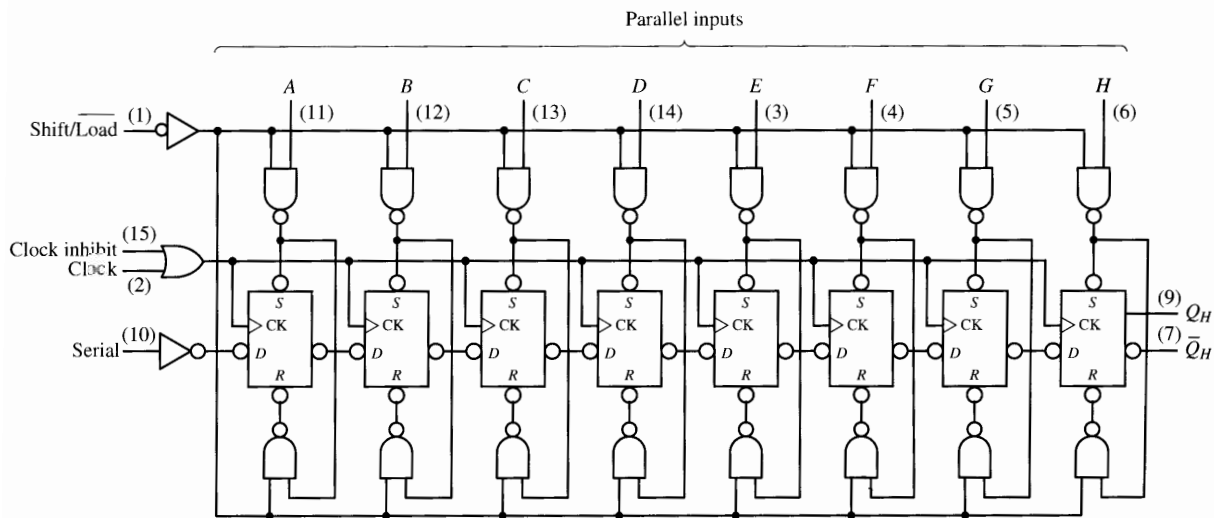 Parallel inputs
A B C D E F G H
(1) (11) (12) (13) (14) (3) (4) (5) (6)
Shift/L̅o̅a̅d̅
(15)
Clock inhibit
Clock
(2)
S S S S S S S S
(9) Q_H
CK CK CK CK CK CK CK CK
(10) (7)
Serial D D D D D D D D Q̅_H
R R R R R R R R